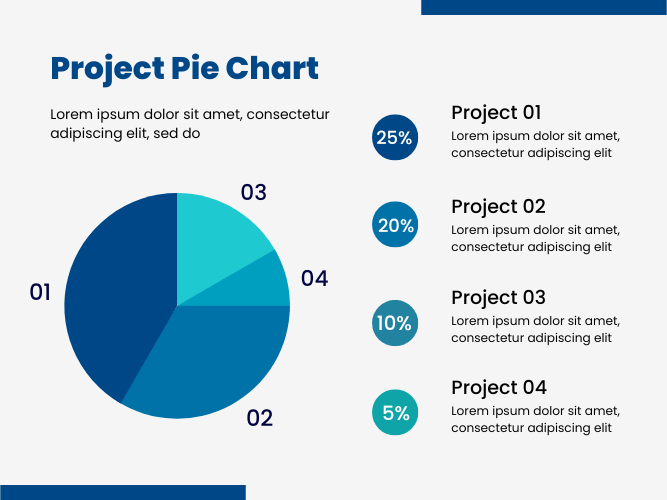 Project Pie Chart
Lorem ipsum dolor sit amet, consectetur
adipiscing elit, sed do
03
04
01
02
25%
Project 01
Lorem ipsum dolor sit amet,
consectetur adipiscing elit
20%
Project 02
Lorem ipsum dolor sit amet,
consectetur adipiscing elit
10%
Project 03
Lorem ipsum dolor sit amet,
consectetur adipiscing elit
5%
Project 04
Lorem ipsum dolor sit amet,
consectetur adipiscing elit